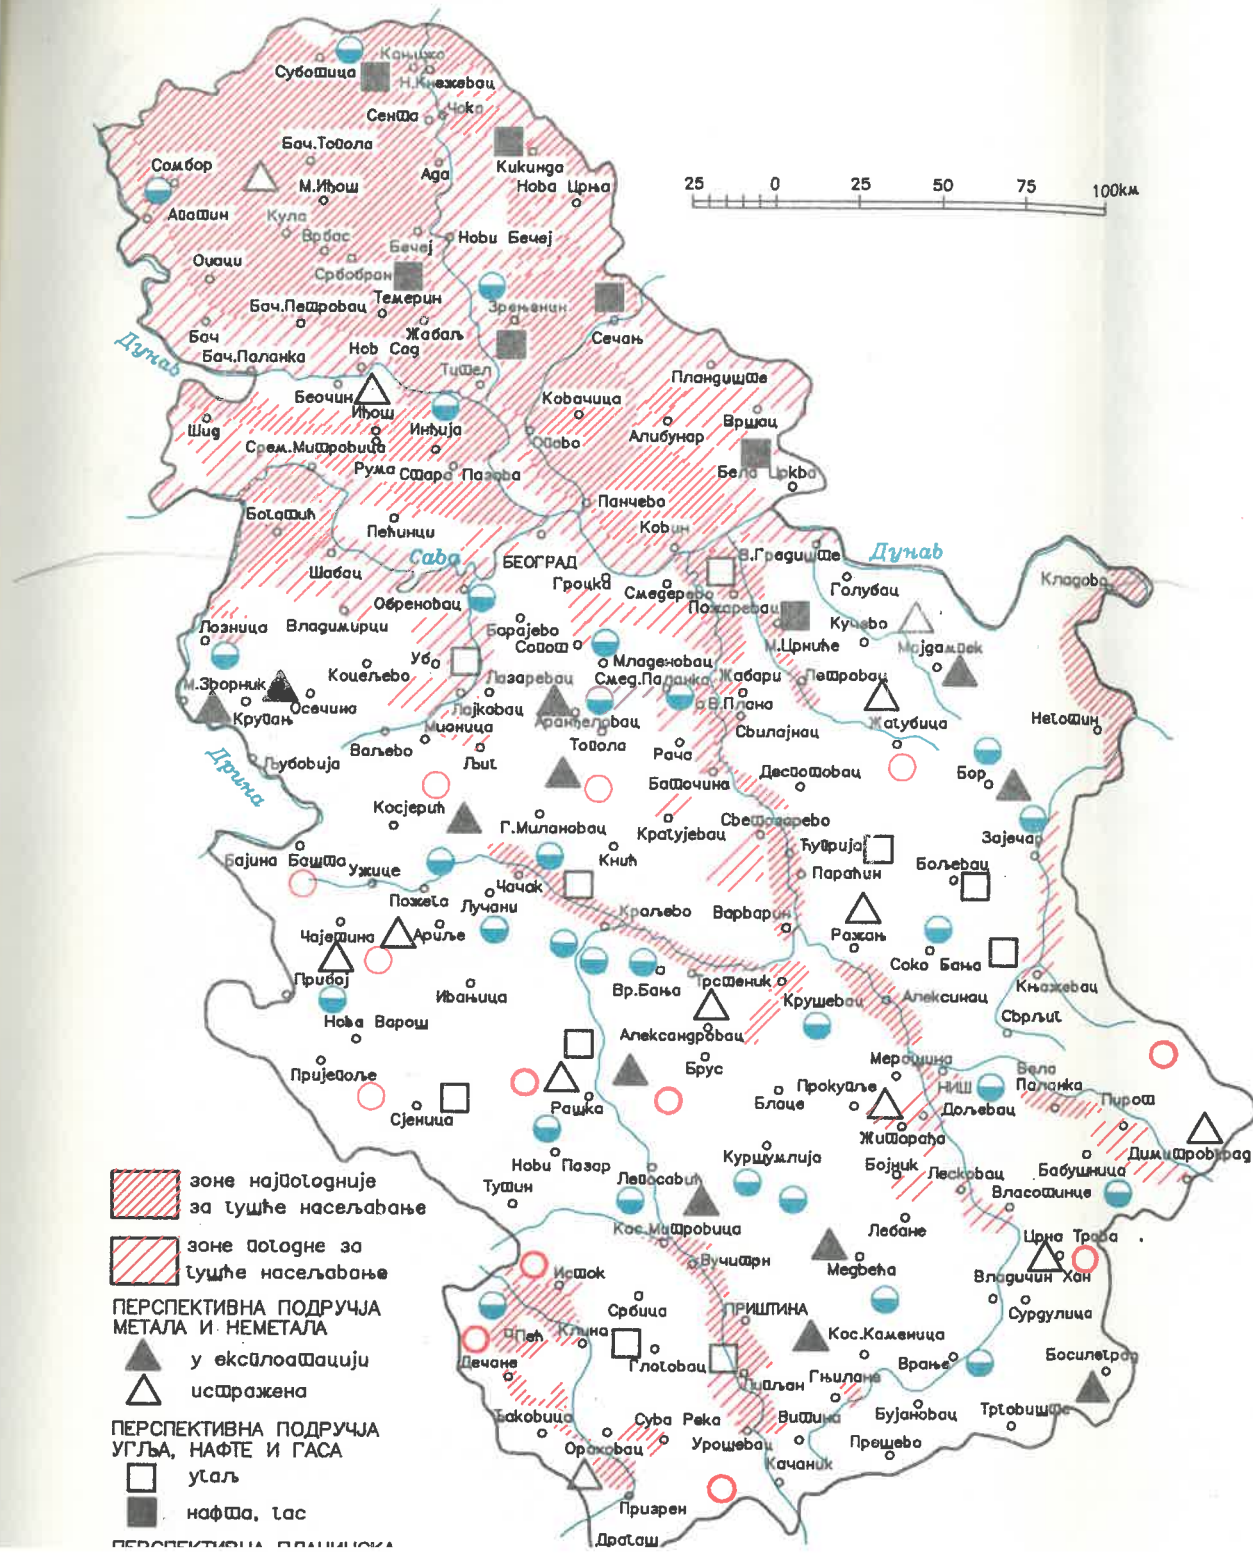 Суботица
Кањижа
Н.Кнежевац
Сента
Чока
Бач.Топола
Сомбор
Ада
Кикинда
М.Иђош
Нова Црња
25 0 25 50 75 100км
Апатин
Кула
Врбас
Бечеј
Нови Бечеј
Оџаци
Србобран
Темерин
Зрењанин
Бач.Петровац
Жабаљ
Сечањ
Бач
Дунав
Бач.Паланка
Нов Сад
Тител
Пландиште
Беочин
Иђош
Ковачица
Вршац
Шид
Инђија
Опово
Алибунар
Срем.Митровица
Рума
Стара Пазова
Бела Црква
Панчево
Богатић
Пећинци
Ковин
Сава
БЕОГРАД
В.Градиште
Дунав
Шабац
Гроцка
Голубац
Кладово
Обреновац
Смедерево
Пожаревац
Лозница
Владимирци
Барајево
Кучево
Сопот
М.Црниће
Мајданпек
Уб
Младеновац
Коцељево
Лазаревац
Смед.Паланка
Жабари
Петровац
М.Зворник
Осечина
Крупањ
Лајковац
Аранђеловац
В.Плана
Жагубица
Неготин
Мионица
Свилајнац
Ваљево
Топола
Рача
Љубовија
Љиг
Деспотовац
Бор
Дрина
Баточина
Косјерић
Г.Милановац
Крагујевац
Светозарево
Зајечар
Бајина Башта
Кнић
Ћуприја
Ужице
Параћин
Бољевац
Пожега
Чачак
Лучани
Краљево
Варварин
Чајетина
Ариље
Ражањ
Соко Бања
Прибој
Ивањица
Вр.Бања
Трстеник
Крушевац
Алексинац
Књажевац
Нова Варош
Сврљиг
Александровац
Пријепоље
Брус
Мерошина
Бела
Паланка
Прокупље
НИШ
Пирот
Сјеница
Рашка
Блаце
Дољевац
Житорађа
Димитровград
Нови Пазар
Куршумлија
Бојник
Бабушница
Лепосавић
Лесковац
Тутин
Власотинце
зоне најпогодније
за гушће насељавање
Кос.Митровица
Лебане
зоне погодне за
гушће насељавање
Вучитрн
Медвеђа
Црна Трава
Исток
Владичин Хан
Србица
ПРИШТИНА
Сурдулица
ПЕРСПЕКТИВНА ПОДРУЧЈА
МЕТАЛА И НЕМЕТАЛА
Пећ
Клина
Кос.Каменица
Дечане
Глоговац
Врање
Босилеград
у експлоатацији
Липљан
Гњилане
истражена
Ђаковица
Сува Река
Витина
Бујановац
Трговиште
ПЕРСПЕКТИВНА ПОДРУЧЈА
УГЉА, НАФТЕ И ГАСА
Ораховац
Урошевац
Прешево
Качаник
угаљ
Призрен
нафта, гас
Драгаш
ПЕРСПЕКТИВНА ПЛАНИНСКА